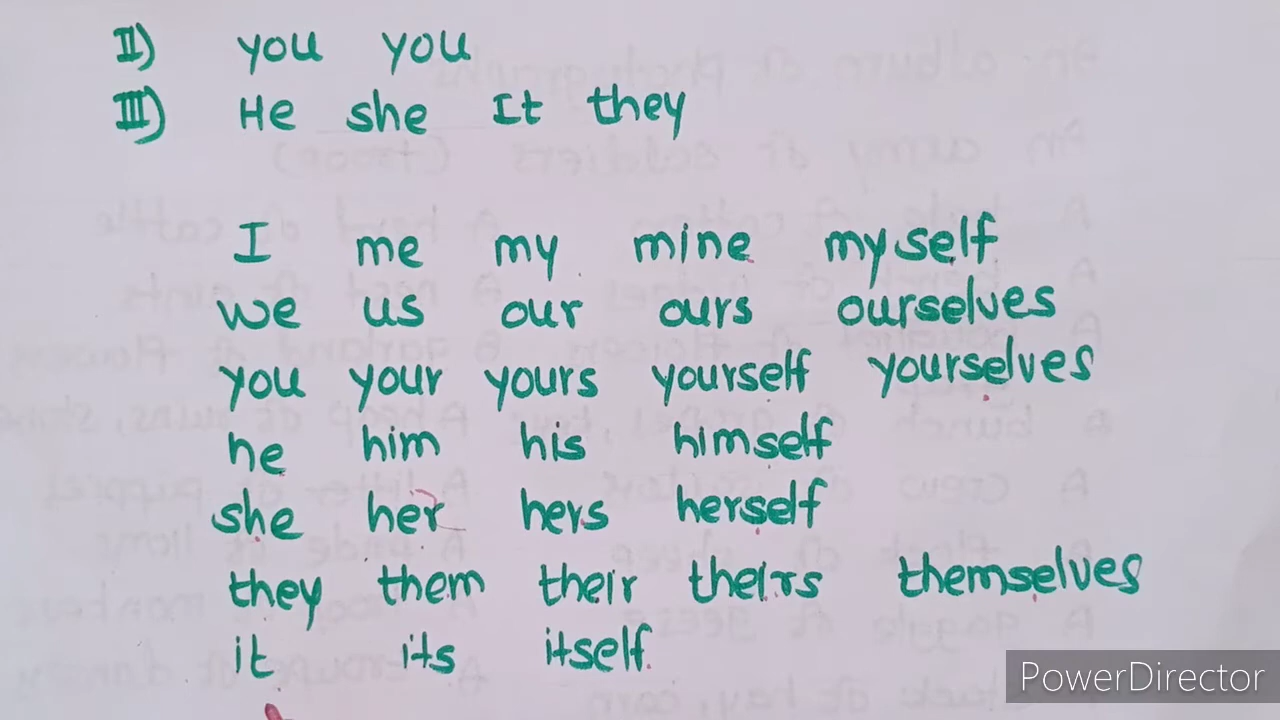 II) you you
III) He she It they
I me my mine myself
we us our ours ourselves
you your yours yourself yourselves
he him his himself
she her hers herself
they them their theirs themselves
it its itself
PowerDirector